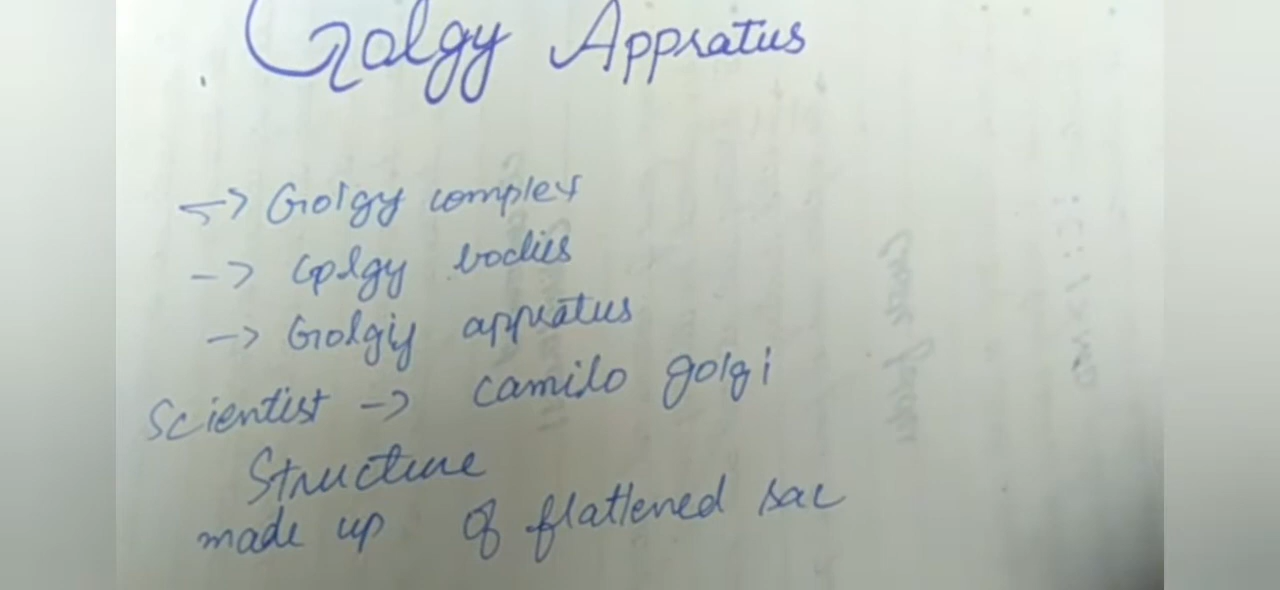 Golgy Appratus
-> Golgy complex
-> Golgy bodies
-> Golgiy appratus
Scientist -> Camilo golgi
Structure
made up of flattened sac